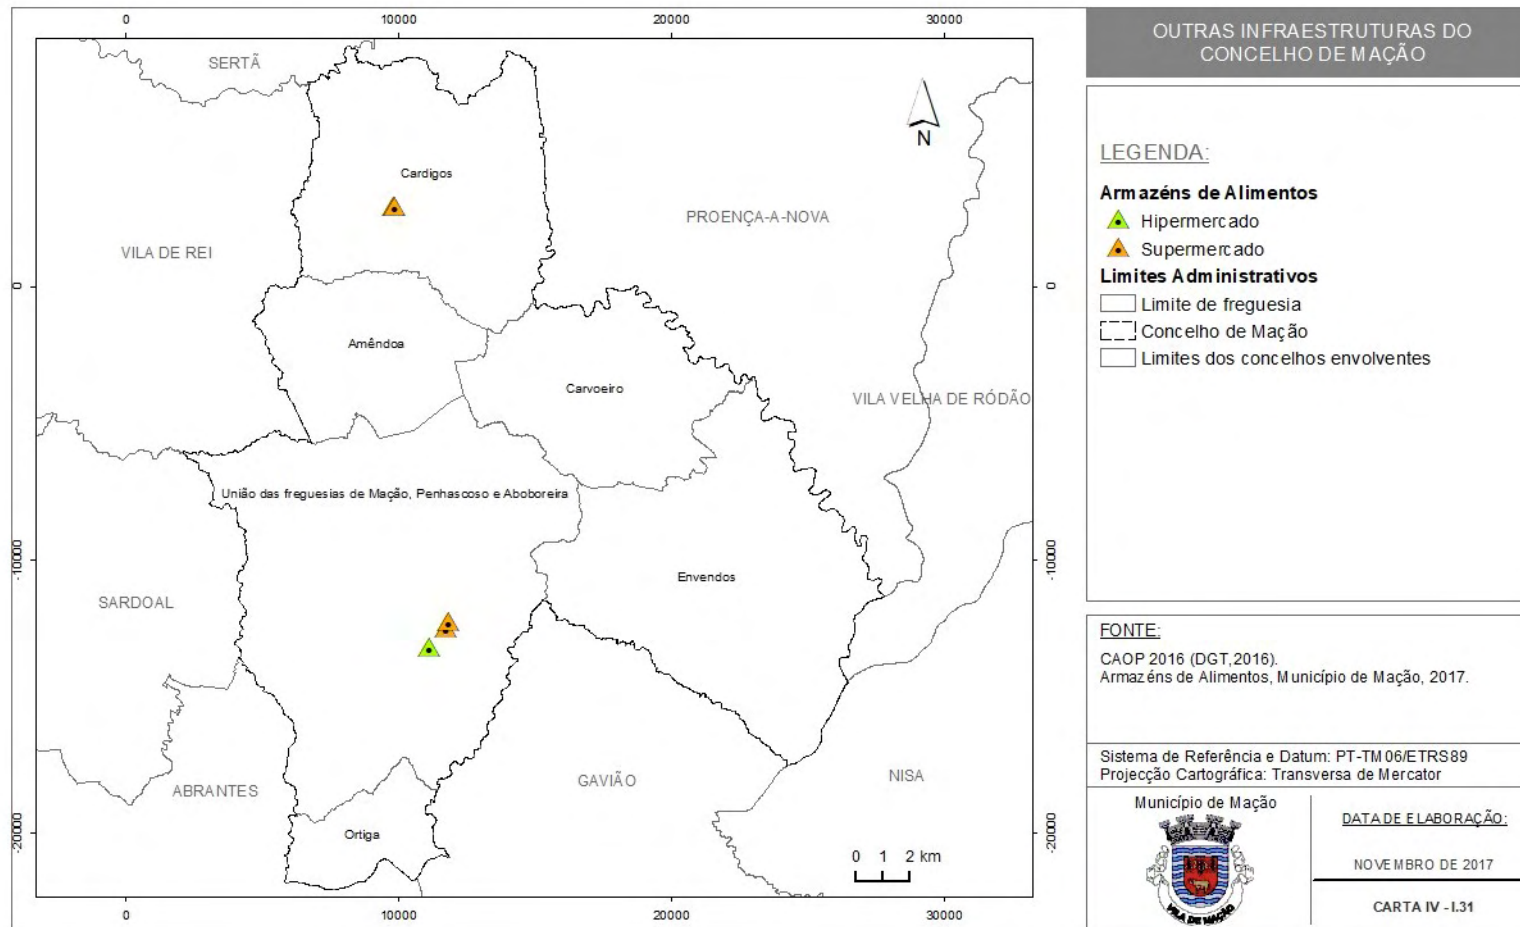 0 10000 20000 30000
OUTRAS INFRAESTRUTURAS DO
CONCELHO DE MAÇÃO
SERTÃ
N
Cardigos
PROENÇA-A-NOVA
VILA DE REI
0
0
Amêndoa
Carvoeiro
VILA VELHA DE RÓDÃO
União das freguesias de Mação, Penhascoso e Aboboreira
-10000
-10000
Envendos
SARDOAL
GAVIÃO
NISA
ABRANTES
Ortiga
-20000
-20000
0 1 2 km
0 10000 20000 30000
LEGENDA:
Armazéns de Alimentos
Hipermercado
Supermercado
Limites Administrativos
Limite de freguesia
Concelho de Mação
Limites dos concelhos envolventes
FONTE:
CAOP 2016 (DGT,2016).
Armazéns de Alimentos, Município de Mação, 2017.
Sistema de Referência e Datum: PT-TM06/ETRS89
Projecção Cartográfica: Transversa de Mercator
Município de Mação
VILA DE MAÇÃO
DATA DE ELABORAÇÃO:
NOVEMBRO DE 2017
CARTA IV - I.31